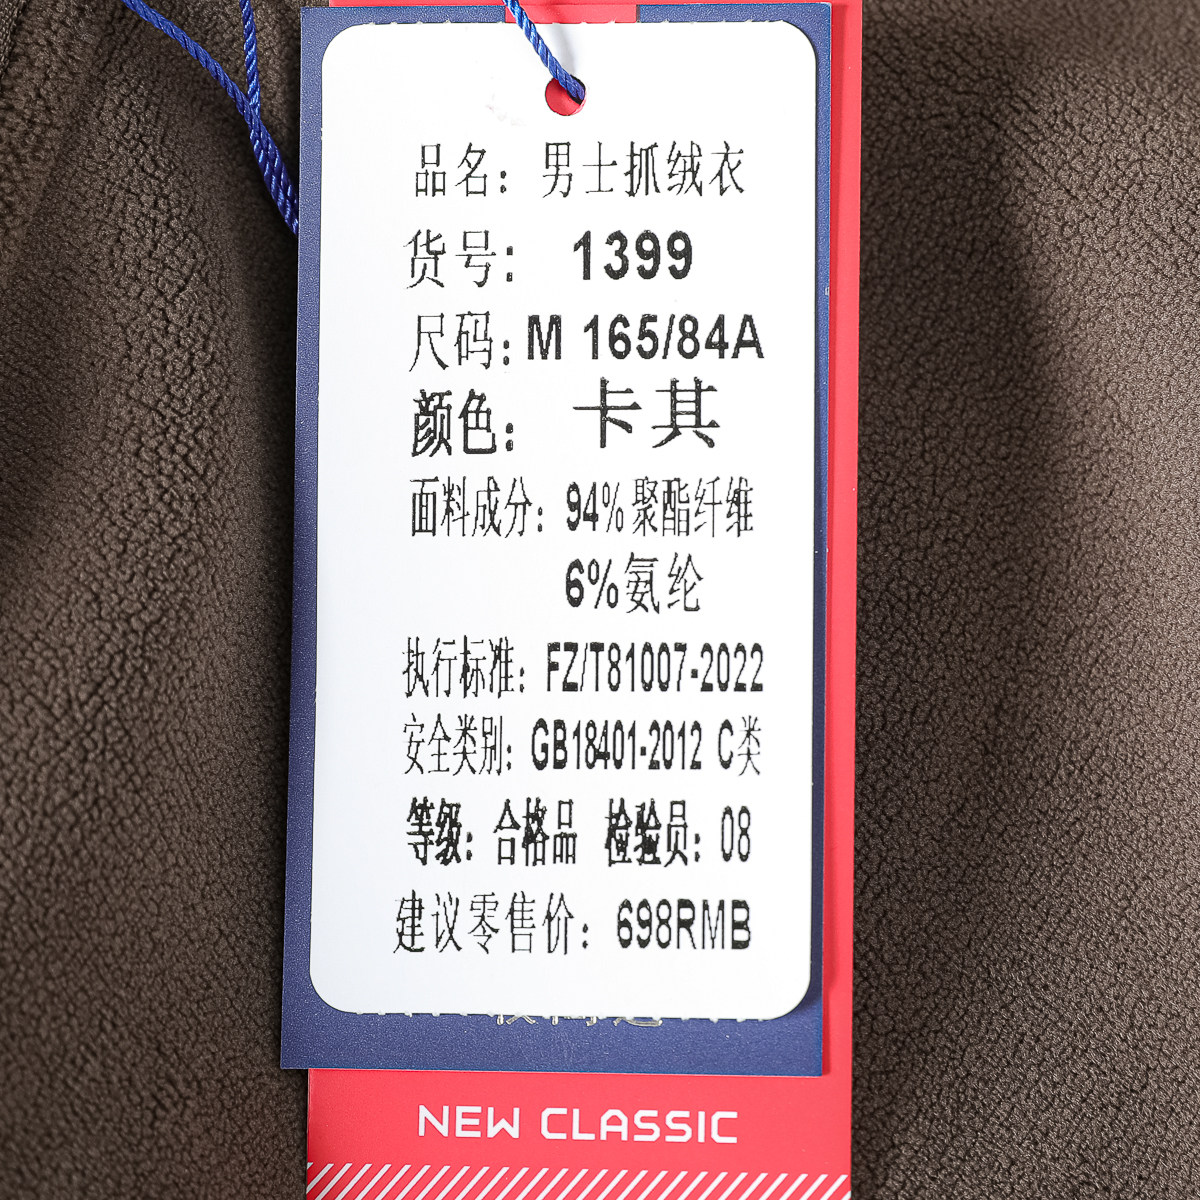 品名：男士抓绒衣
货号： 1399
尺码：M 165/84A
颜色： 卡其
面料成分：94%聚酯纤维
6%氨纶
执行标准：FZ/T81007-2022
安全类别：GB18401-2012 C类
等级：合格品 检验员：08
建议零售价：698RMB
NEW CLASSIC